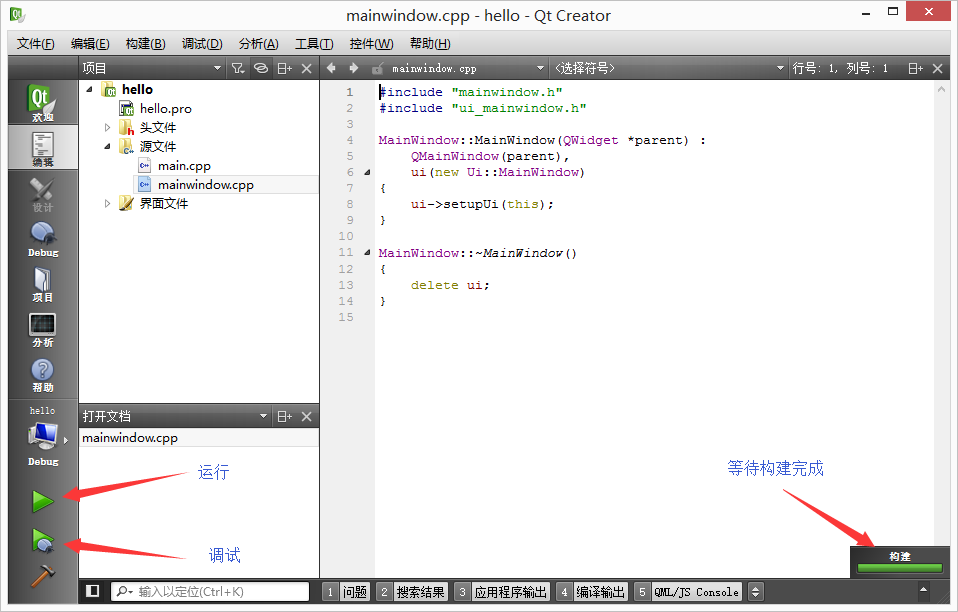 mainwindow.cpp - hello - Qt Creator
文件(F) 编辑(E) 构建(B) 调试(D) 分析(A) 工具(T) 控件(W) 帮助(H)
项目
mainwindow.cpp
<选择符号>
行号: 1, 列号: 1
Qt
欢迎
编辑
设计
Debug
项目
分析
帮助
hello
Debug
hello
hello.pro
头文件
源文件
main.cpp
mainwindow.cpp
界面文件
打开文档
mainwindow.cpp
1 #include "mainwindow.h"
2 #include "ui_mainwindow.h"
3
4 MainWindow::MainWindow(QWidget *parent) :
5     QMainWindow(parent),
6     ui(new Ui::MainWindow)
7 {
8     ui->setupUi(this);
9 }
10
11 MainWindow::~MainWindow()
12 {
13     delete ui;
14 }
15
运行
调试
等待构建完成
构建
输入以定位(Ctrl+K)
1 问题 2 搜索结果 3 应用程序输出 4 编译输出 5 QML/JS Console